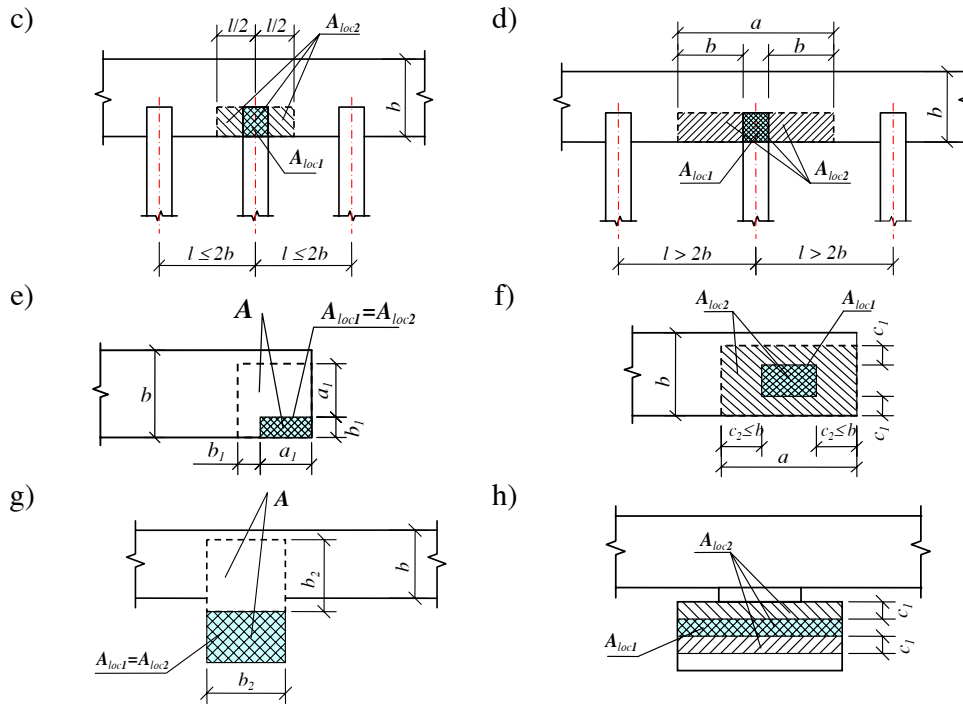 c)
l/2
l/2
A_loc2
b
A_loc1
l ≤ 2b
l ≤ 2b
d)
a
b
b
b
A_loc1
A_loc2
l > 2b
l > 2b
e)
A
A_loc1=A_loc2
b
a_1
b_1
b_1
a_1
f)
A_loc2
A_loc1
c_1
b
c_1
c_2≤b
c_2≤b
a
g)
A
b_2
b
A_loc1=A_loc2
b_2
h)
A_loc2
c_1
A_loc1
c_1